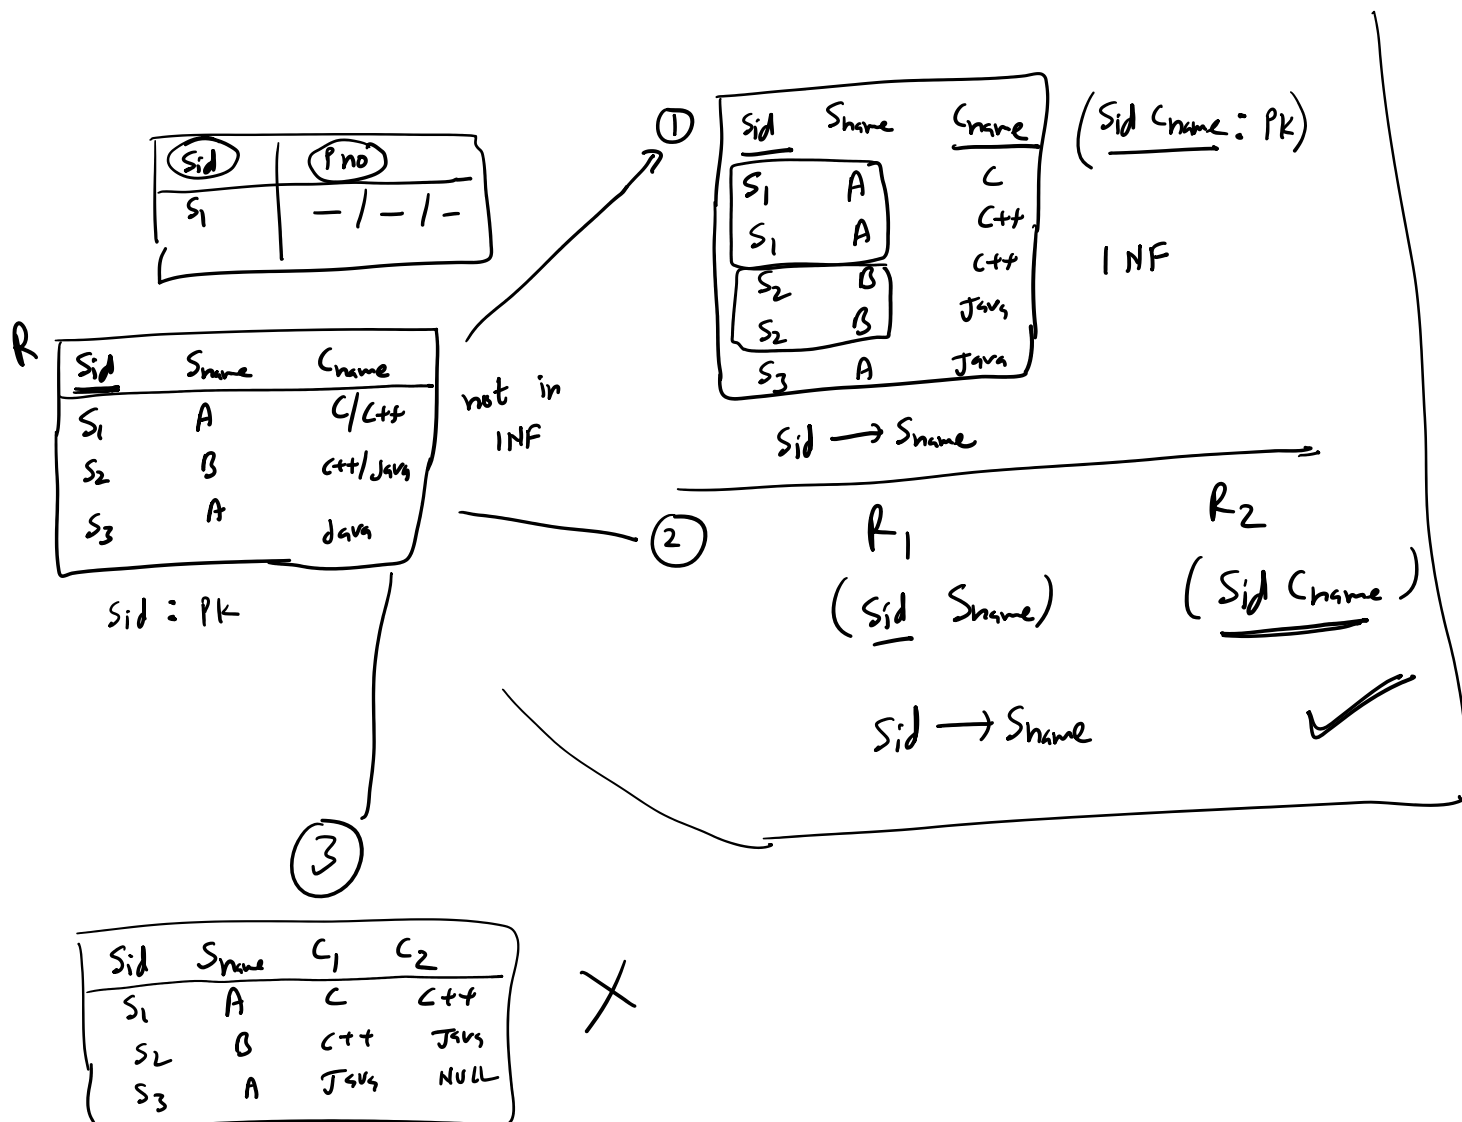 Sid Pno
S1 -/-/-
R
Sid Sname Cname
S1 A C/C++
S2 B C++/Java
S3 A Java
not in
1NF
Sid : PK
①
Sid Sname Cname
S1 A C
S1 A C++
S2 B C++
S2 B Java
S3 A Java
(Sid Cname : PK)
1NF
Sid → Sname
②
R1 R2
(Sid Sname) (Sid Cname)
Sid → Sname ✓
③
Sid Sname C1 C2
S1 A C C++
S2 B C++ Java
S3 A Java NULL
X